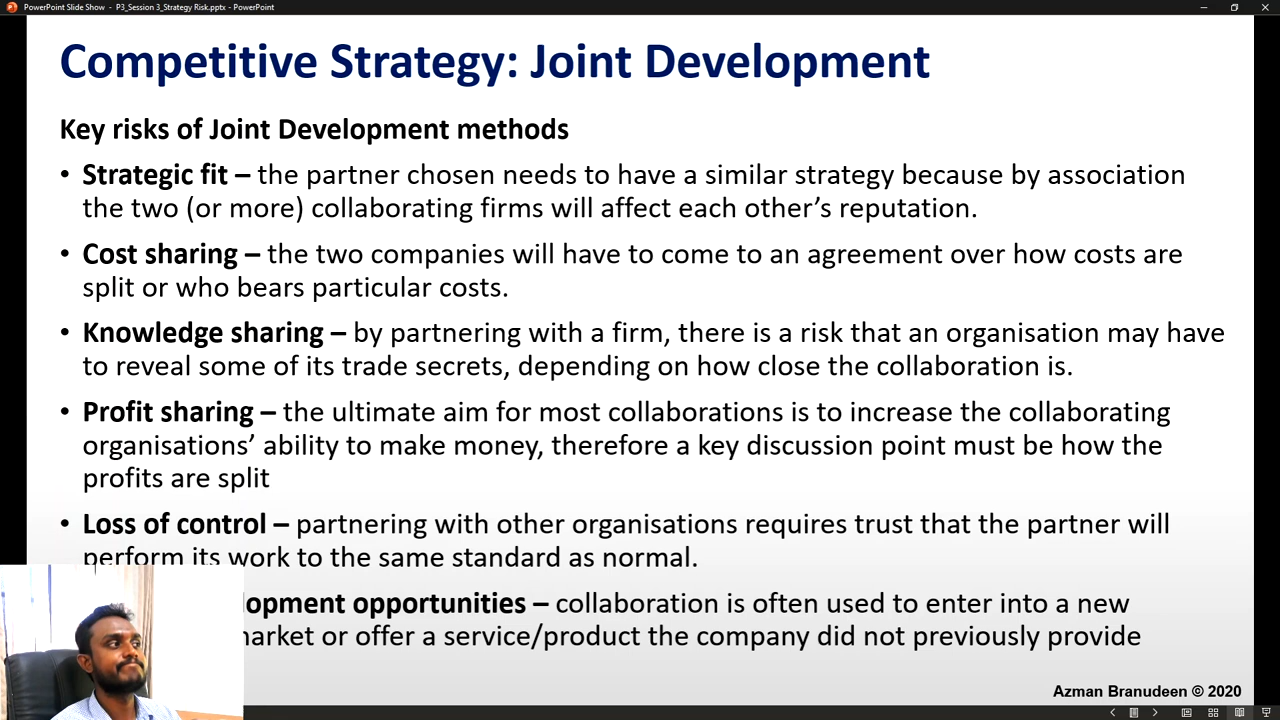 PowerPoint Slide Show - P3_Session 3_Strategy Risk.pptx - PowerPoint
Competitive Strategy: Joint Development
Key risks of Joint Development methods
• Strategic fit – the partner chosen needs to have a similar strategy because by association
the two (or more) collaborating firms will affect each other’s reputation.
• Cost sharing – the two companies will have to come to an agreement over how costs are
split or who bears particular costs.
• Knowledge sharing – by partnering with a firm, there is a risk that an organisation may have
to reveal some of its trade secrets, depending on how close the collaboration is.
• Profit sharing – the ultimate aim for most collaborations is to increase the collaborating
organisations’ ability to make money, therefore a key discussion point must be how the
profits are split
• Loss of control – partnering with other organisations requires trust that the partner will
perform its work to the same standard as normal.
opportunities – collaboration is often used to enter into a new
market or offer a service/product the company did not previously provide
Azman Branudeen © 2020